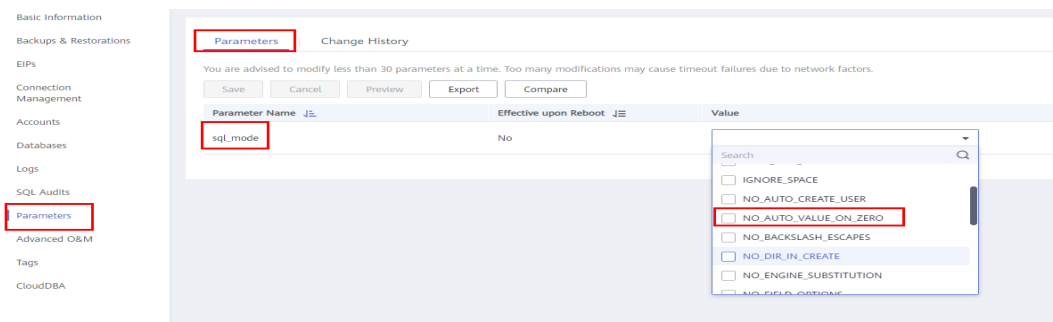 Basic Information
Backups & Restorations
EIPs
Connection
Management
Accounts
Databases
Logs
SQL Audits
Parameters
Advanced O&M
Tags
CloudDBA
Parameters
Change History
You are advised to modify less than 30 parameters at a time. Too many modifications may cause timeout failures due to network factors.
Save Cancel Preview Export Compare
Parameter Name Effective upon Reboot Value
sql_mode No
Search
IGNORE_SPACE
NO_AUTO_CREATE_USER
NO_AUTO_VALUE_ON_ZERO
NO_BACKSLASH_ESCAPES
NO_DIR_IN_CREATE
NO_ENGINE_SUBSTITUTION
NO_FIELD_OPTIONS